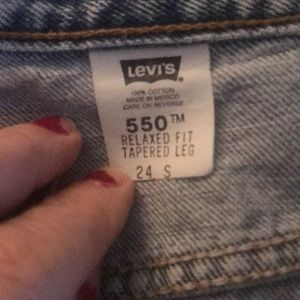 LEVI'S®
100% COTTON
MADE IN MEXICO
CARE ON REVERSE
550™
RELAXED FIT
TAPERED LEG
24 S